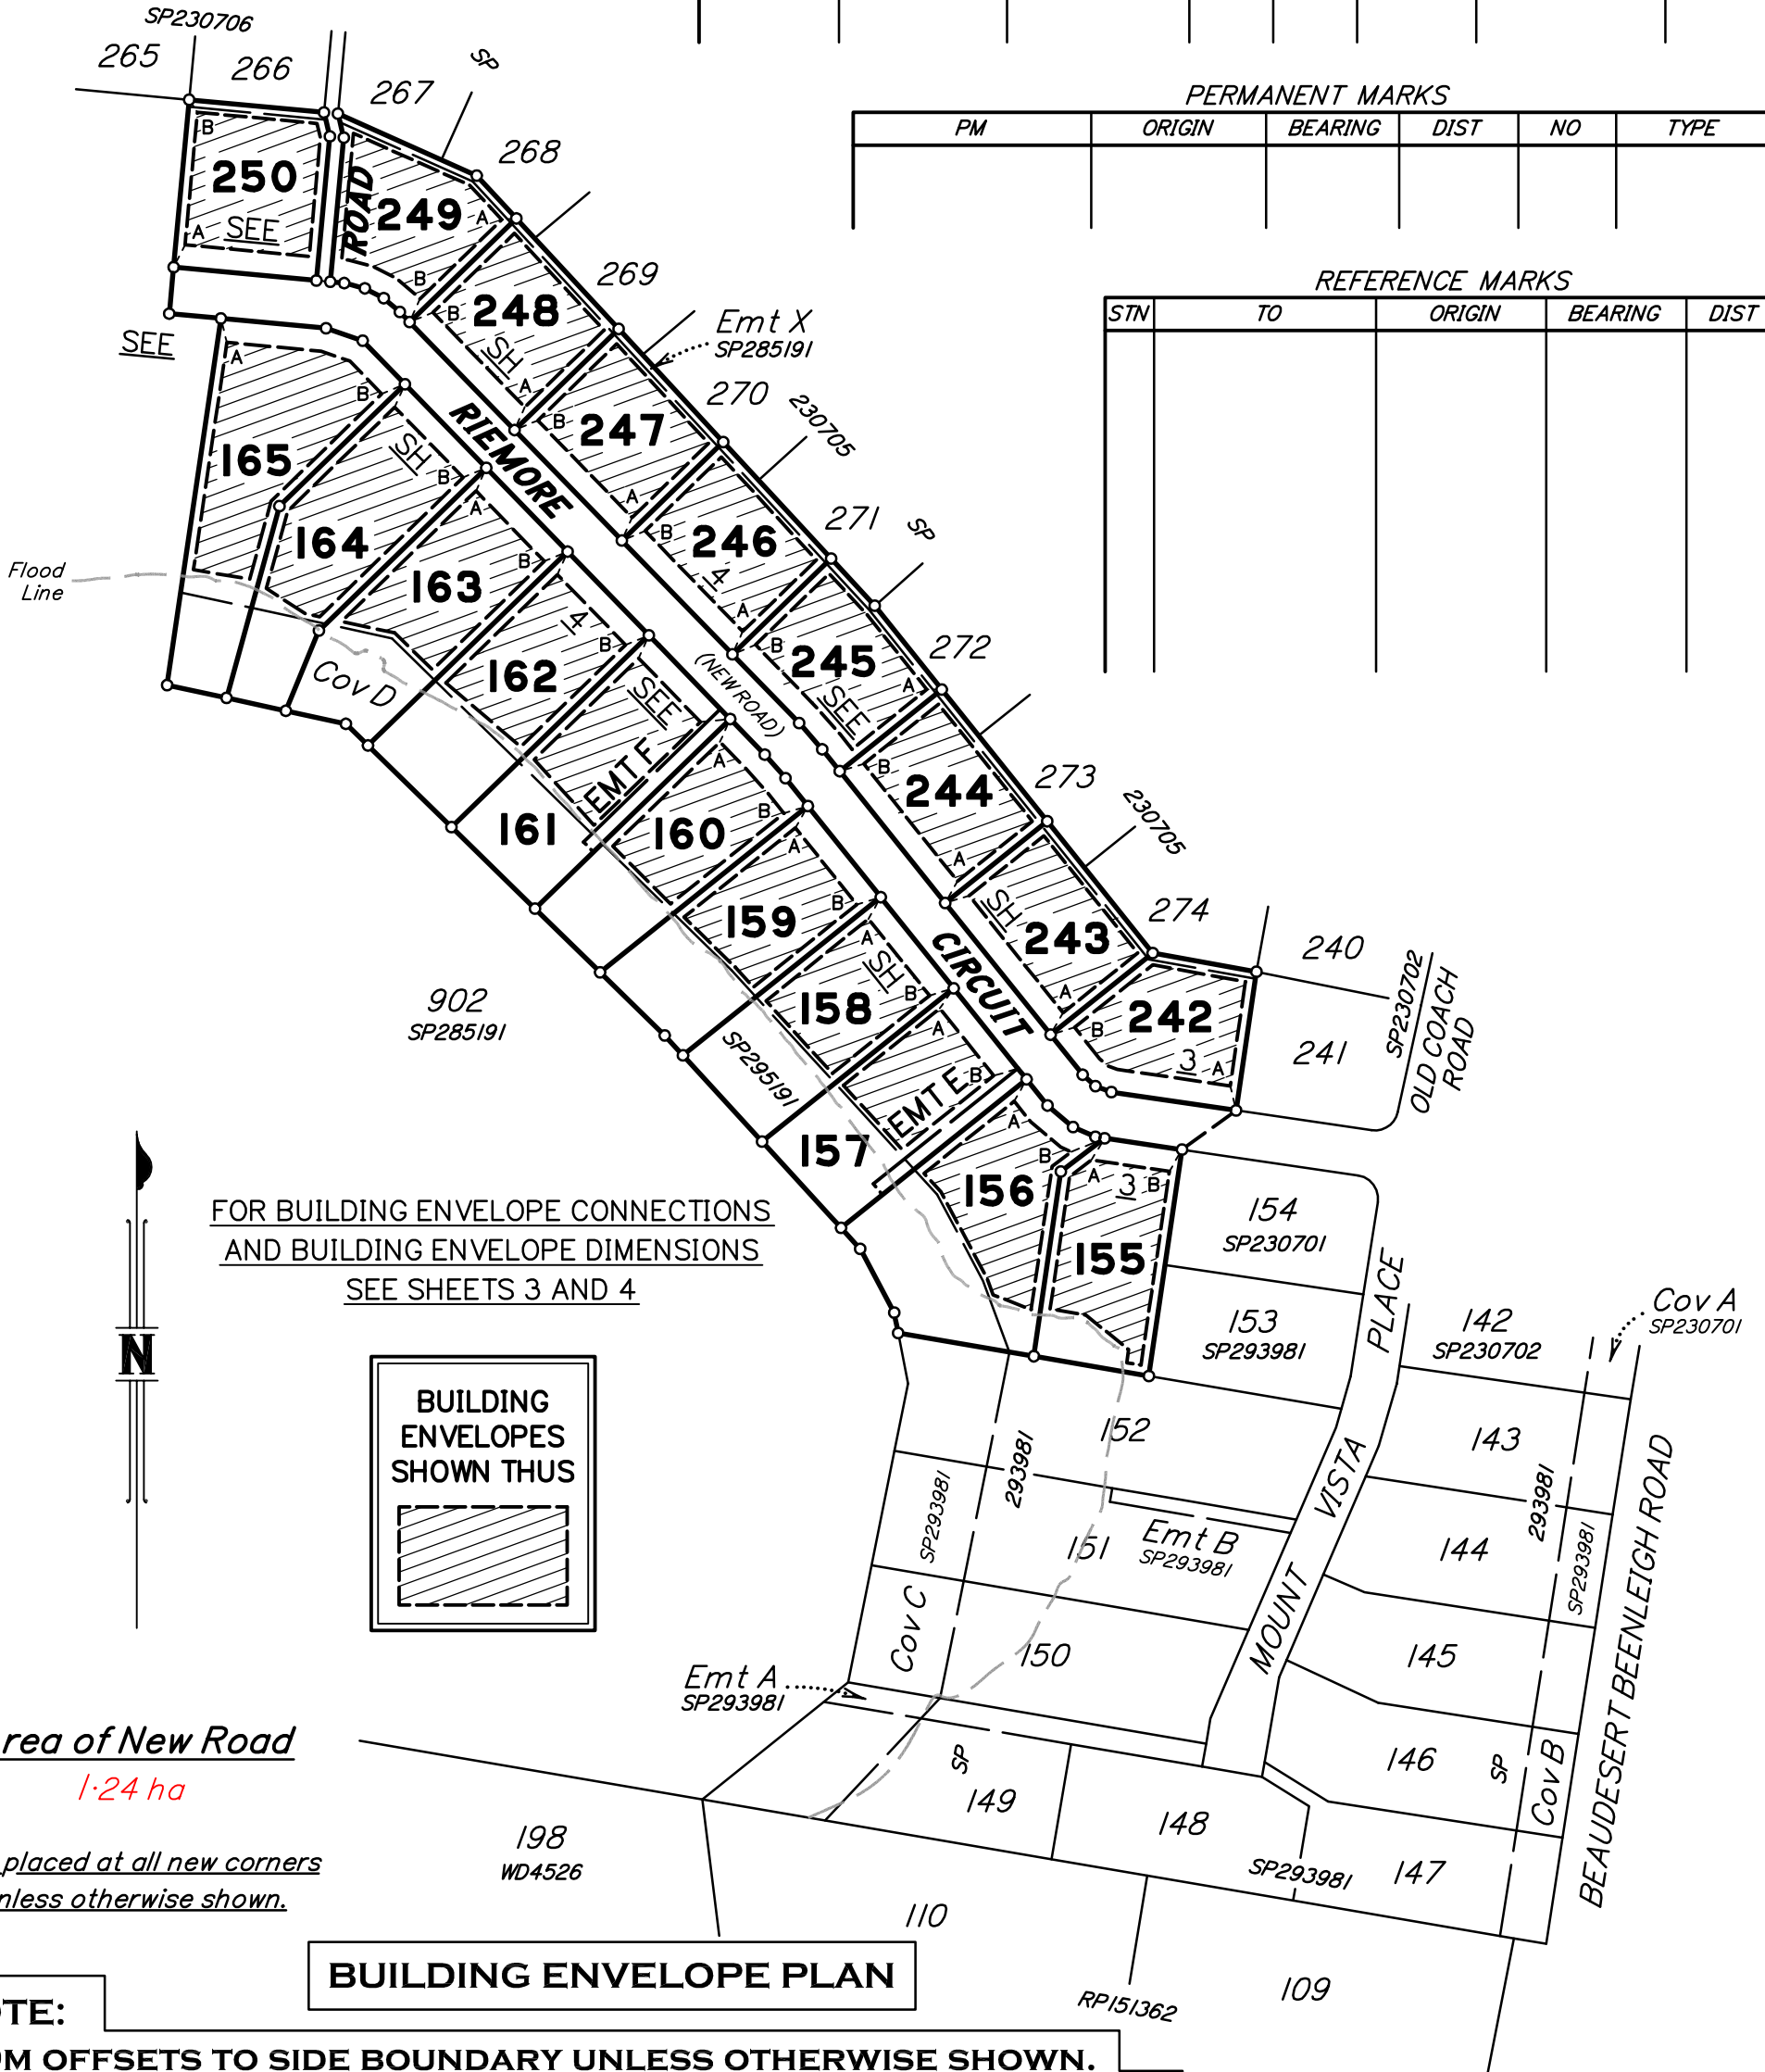 SP230706
265
266
267
SP
268
269
Emt X
SP285191
270
230705
271
SP
272
273
230705
274
240
241
SP230702
OLD COACH
ROAD
PERMANENT MARKS
PM ORIGIN BEARING DIST NO TYPE
REFERENCE MARKS
STN TO ORIGIN BEARING DIST
B
250
A SEE
ROAD
249
A
B
B
248
SH
A
B
247
A
B
246
4
A
B
245
A
SEE
B
244
A
SH
243
A
B
242
3 A
SEE
A
B
165
RIEMORE
SH
B
164
A
B
163
4
B
162
(NEW ROAD)
SEE
EMT F
161
A
B
160
A
B
159
CIRCUIT
A
SH
B
158
A
B
EMT E
157
A
B
156
A 3 B
155
Flood
Line
Cov D
902
SP285191
SP295191
N
FOR BUILDING ENVELOPE CONNECTIONS
AND BUILDING ENVELOPE DIMENSIONS
SEE SHEETS 3 AND 4
BUILDING
ENVELOPES
SHOWN THUS
154
SP230701
153
SP293981
PLACE
VISTA
MOUNT
142
SP230702
Cov A
SP230701
152
143
293981
SP293981
151
Emt B
SP293981
144
293981
SP293981
BEAUDESERT BEENLEIGH ROAD
Cov C
150
145
Emt A
SP293981
146
SP
Cov B
SP
149
148
SP293981
147
rea of New Road
1·24 ha
placed at all new corners
nless otherwise shown.
198
WD4526
110
RP151362
109
BUILDING ENVELOPE PLAN
OTE:
0M OFFSETS TO SIDE BOUNDARY UNLESS OTHERWISE SHOWN.